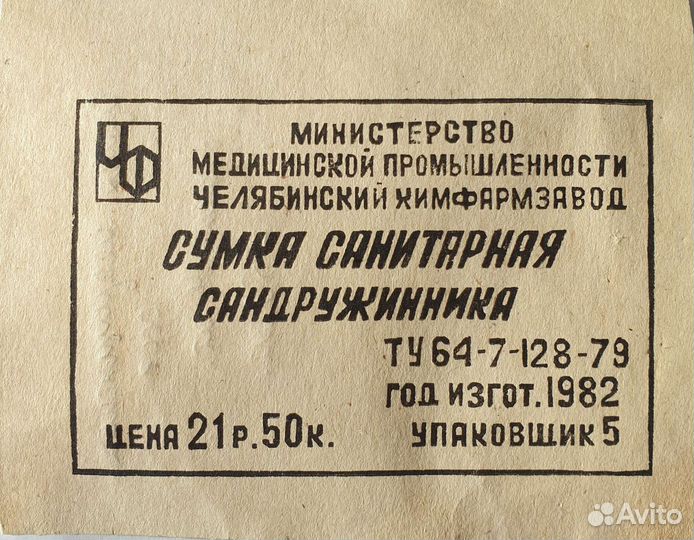 ЧФ
МИНИСТЕРСТВО
МЕДИЦИНСКОЙ ПРОМЫШЛЕННОСТИ
ЧЕЛЯБИНСКИЙ ХИМФАРМЗАВОД
СУМКА САНИТАРНАЯ
САНДРУЖИННИКА
ТУ 64-7-128-79
ГОД ИЗГОТ. 1982
ЦЕНА 21 Р. 50 К. УПАКОВЩИК 5
Avito